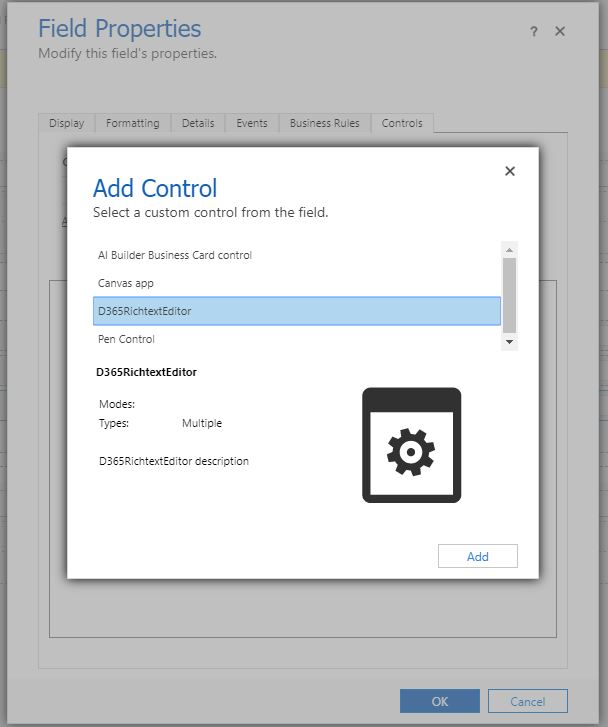 Field Properties
?
Modify this field's properties.
Display Formatting Details Events Business Rules Controls
Add Control
Select a custom control from the field.
AI Builder Business Card control
Canvas app
D365RichtextEditor
Pen Control
D365RichtextEditor
Modes:
Types: Multiple
D365RichtextEditor description
Add
OK Cancel